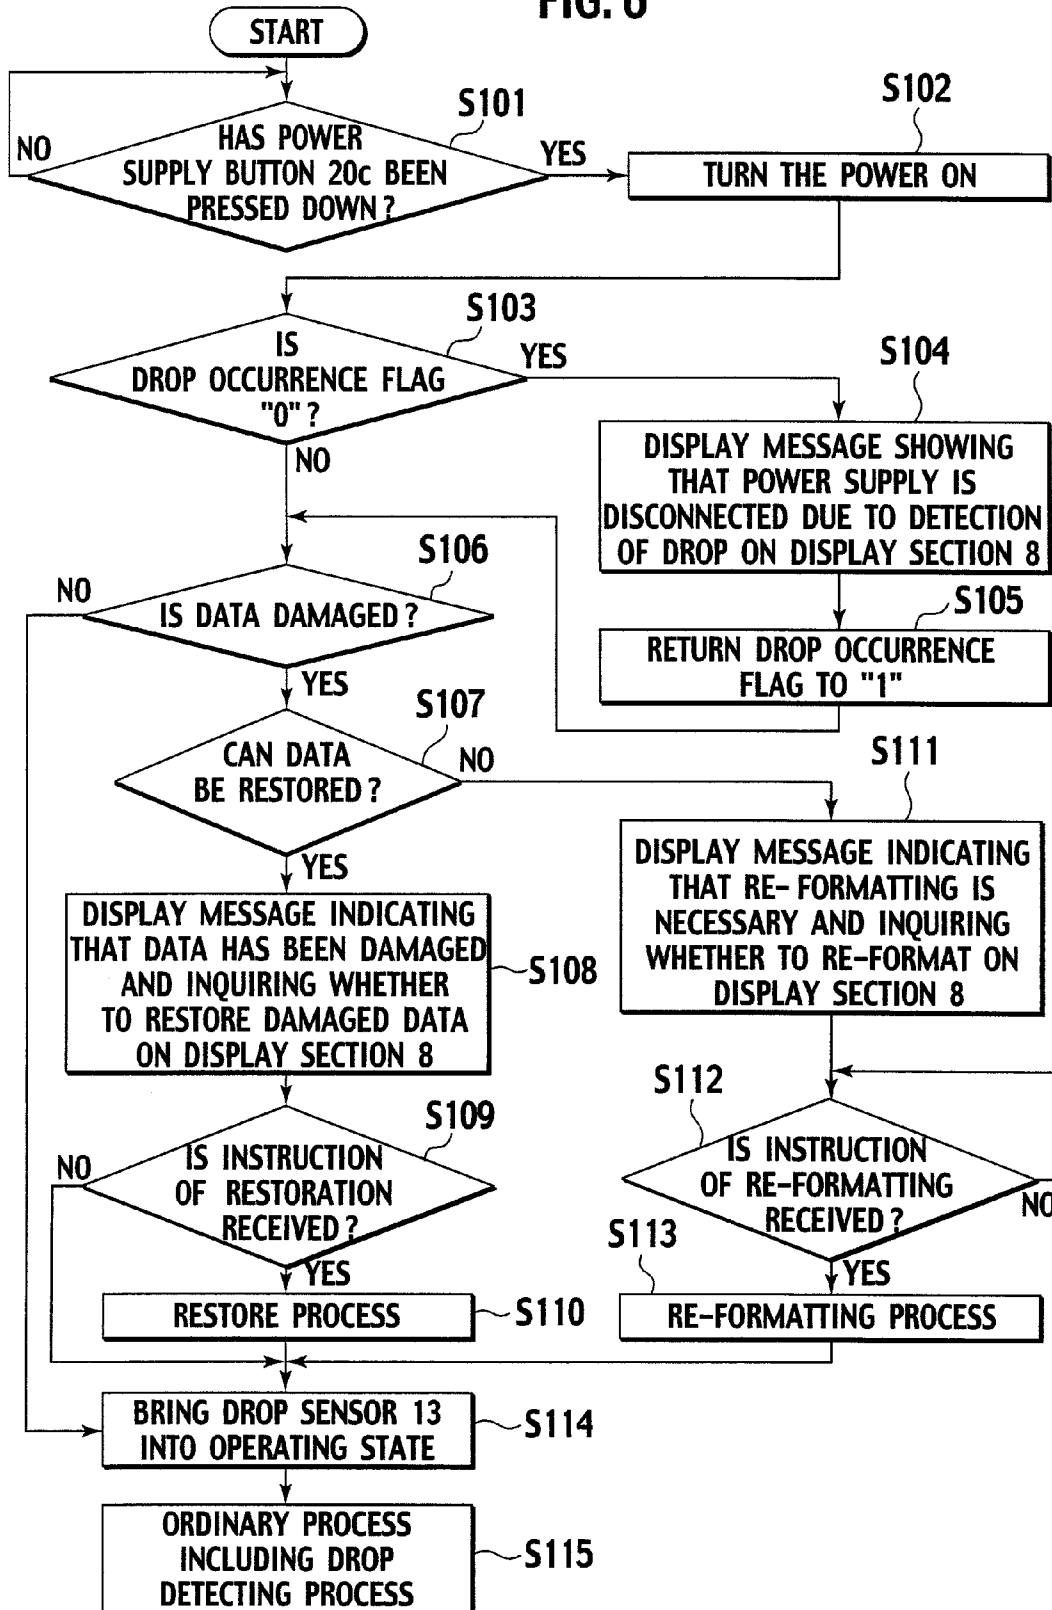 FIG. 6
START
S101
HAS POWER
SUPPLY BUTTON 20c BEEN
PRESSED DOWN?
NO
YES
S102
TURN THE POWER ON
S103
IS
DROP OCCURRENCE FLAG
"0"?
YES
NO
S104
DISPLAY MESSAGE SHOWING
THAT POWER SUPPLY IS
DISCONNECTED DUE TO DETECTION
OF DROP ON DISPLAY SECTION 8
S105
RETURN DROP OCCURRENCE
FLAG TO "1"
S106
NO
IS DATA DAMAGED?
YES
S107
CAN DATA
BE RESTORED?
NO
YES
S108
DISPLAY MESSAGE INDICATING
THAT DATA HAS BEEN DAMAGED
AND INQUIRING WHETHER
TO RESTORE DAMAGED DATA
ON DISPLAY SECTION 8
S109
NO
IS INSTRUCTION
OF RESTORATION
RECEIVED?
YES
RESTORE PROCESS
S110
S111
DISPLAY MESSAGE INDICATING
THAT RE-FORMATTING IS
NECESSARY AND INQUIRING
WHETHER TO RE-FORMAT ON
DISPLAY SECTION 8
S112
IS INSTRUCTION
OF RE-FORMATTING
RECEIVED?
NO
YES
S113
RE-FORMATTING PROCESS
BRING DROP SENSOR 13
INTO OPERATING STATE
S114
ORDINARY PROCESS
INCLUDING DROP
DETECTING PROCESS
S115